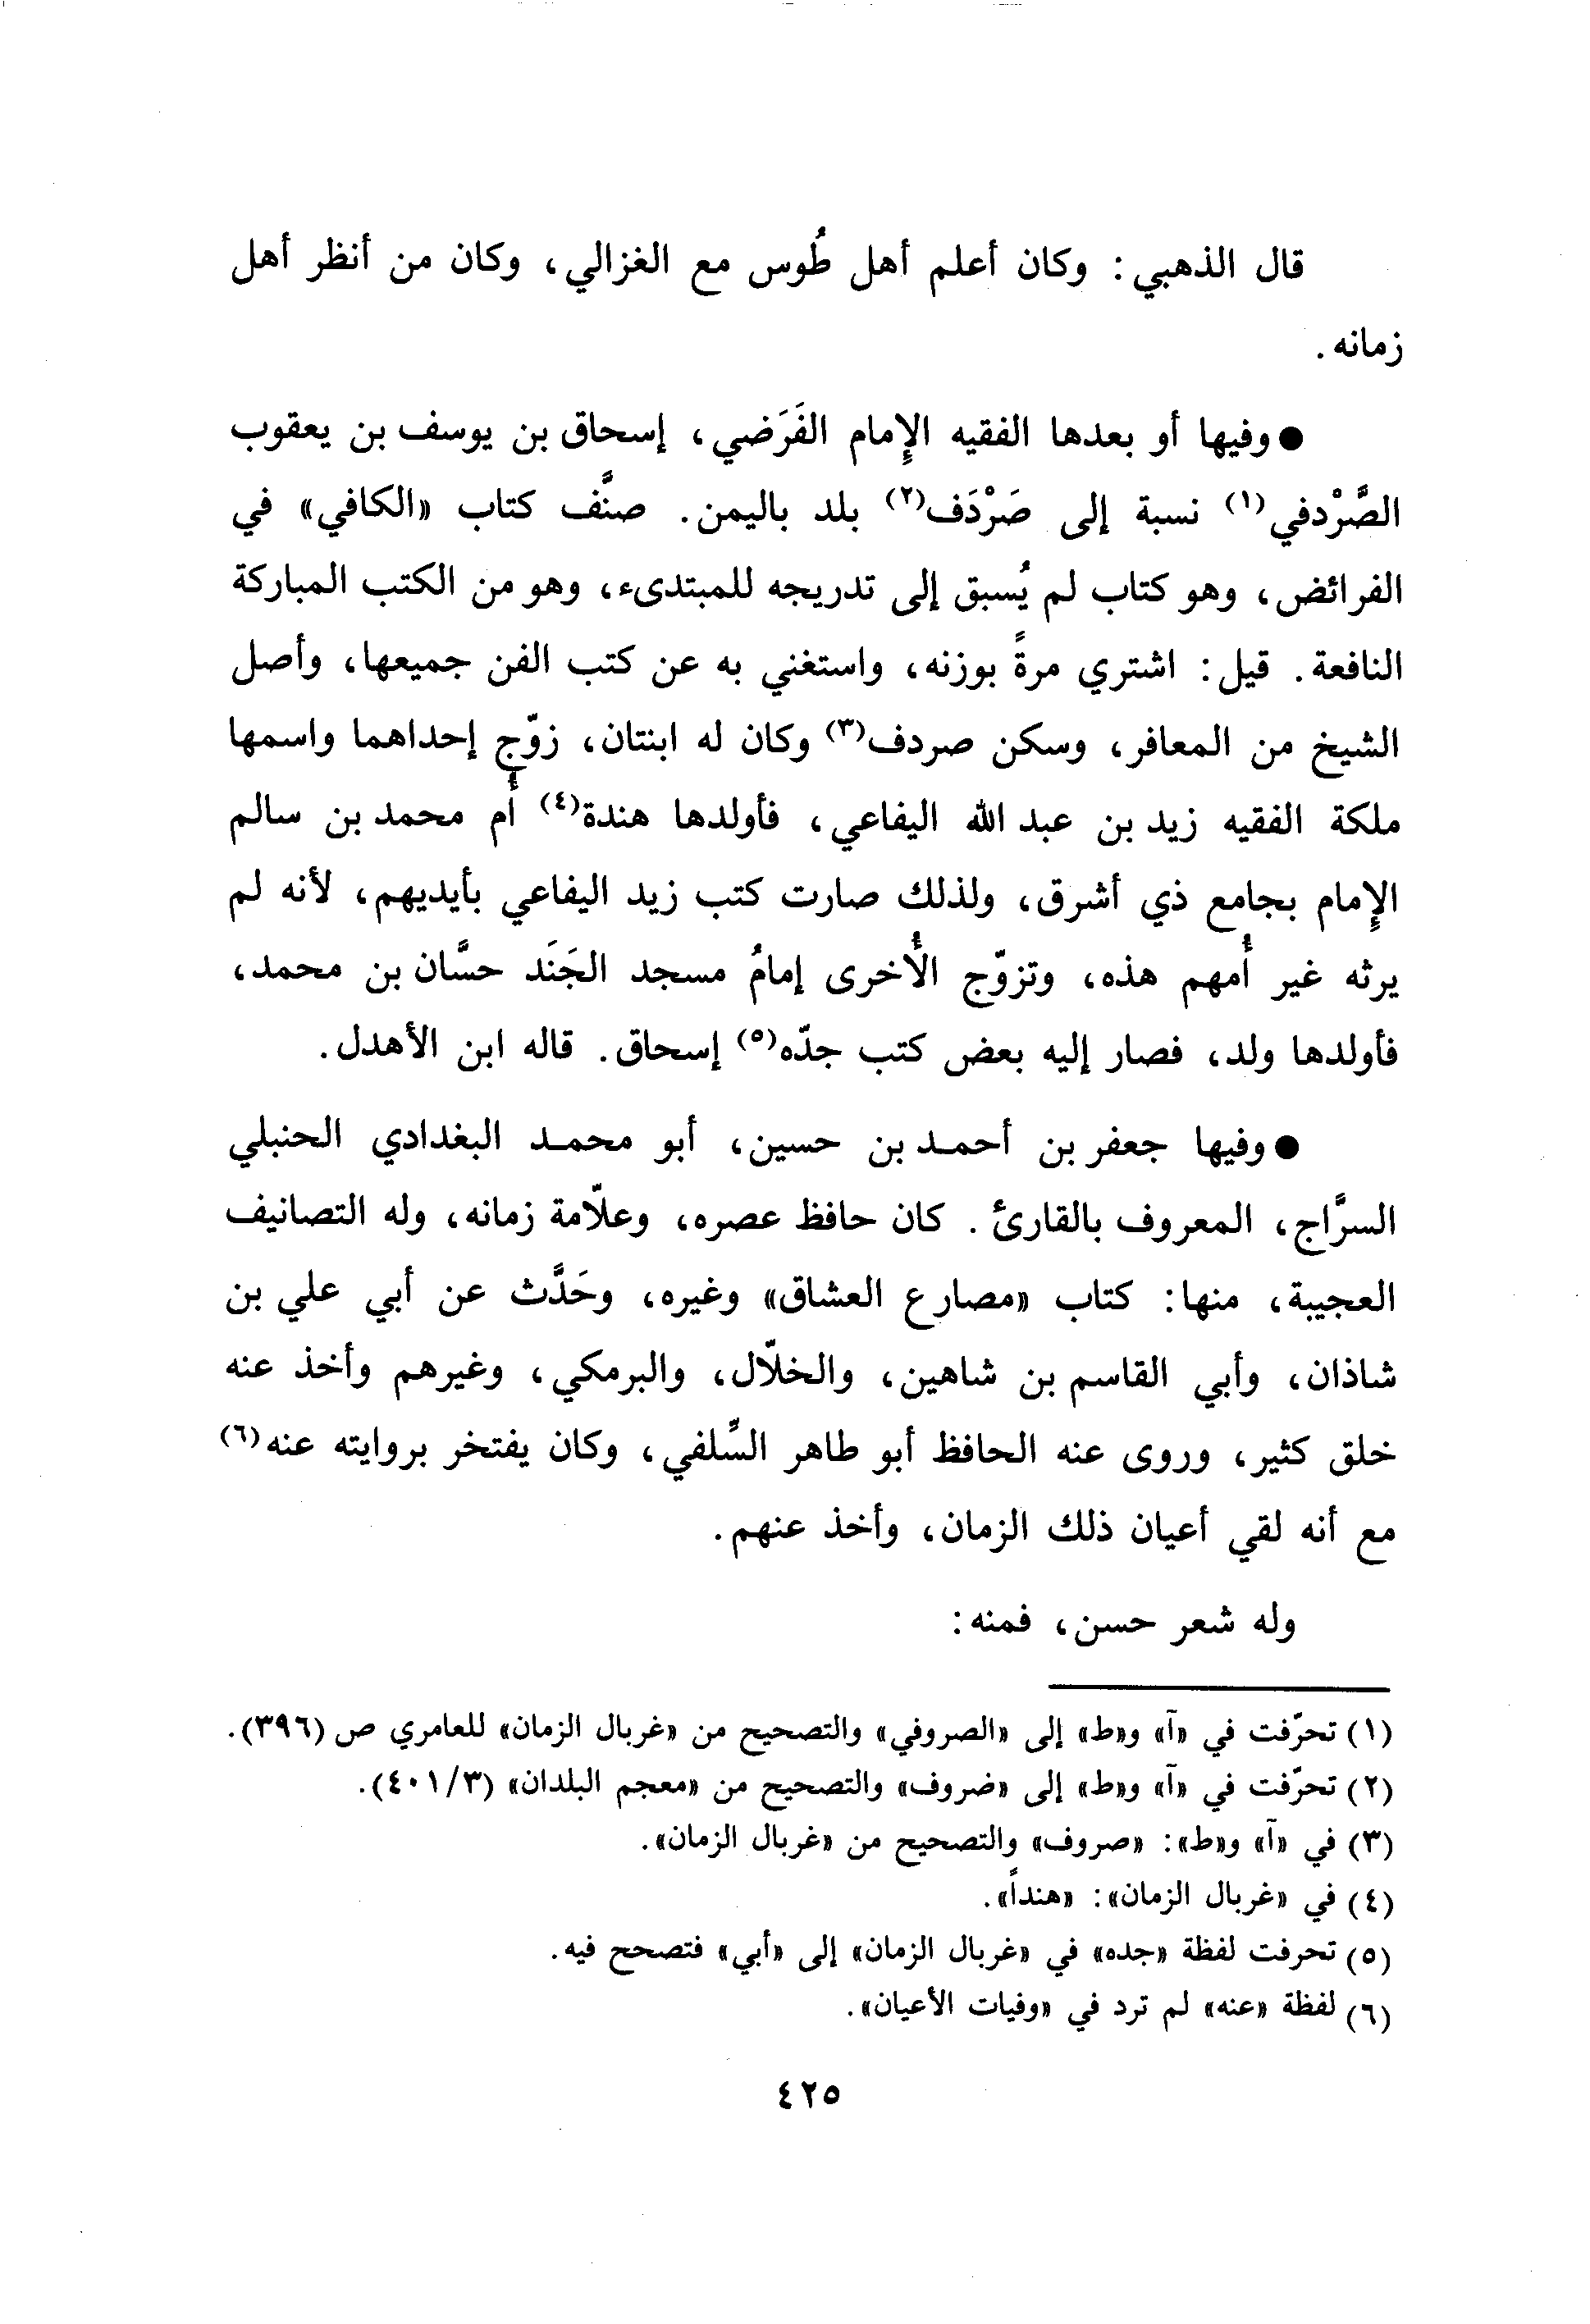 قال الذهبي: وكان أعلم أهل طُوس مع الغزالي، وكان من أنظر أهل
زمانه.
● وفيها أو بعدها الفقيه الإِمام الفَرَضي، إسحاق بن يوسف بن يعقوب
الصَّرْدفي(١) نسبة إلى صَرْدَف(٢) بلد باليمن. صنَّف كتاب «الكافي» في
الفرائض، وهو كتاب لم يُسبق إلى تدريجه للمبتدىء، وهو من الكتب المباركة
النافعة. قيل: اشتري مرةً بوزنه، واستغني به عن كتب الفن جميعها، وأصل
الشيخ من المعافر، وسكن صردف(٣) وكان له ابنتان، زوّج إحداهما واسمها
ملكة الفقيه زيد بن عبد الله اليفاعي، فأولدها هندة(٤) أُم محمد بن سالم
الإِمام بجامع ذي أشرق، ولذلك صارت كتب زيد اليفاعي بأيديهم، لأنه لم
يرثه غير أُمهم هذه، وتزوّج الأُخرى إمامُ مسجد الجَنَد حسَّان بن محمد،
فأولدها ولد، فصار إليه بعض كتب جدّه(٥) إسحاق. قاله ابن الأهدل.
● وفيها جعفر بن أحمـد بن حسين، أبو محمـد البغدادي الحنبلي
السرَّاج، المعروف بالقارئ. كان حافظ عصره، وعلّامة زمانه، وله التصانيف
العجيبة، منها: كتاب «مصارع العشاق» وغيره، وحَدَّث عن أبي علي بن
شاذان، وأبي القاسم بن شاهين، والخلّال، والبرمكي، وغيرهم وأخذ عنه
خلق كثير، وروى عنه الحافظ أبو طاهر السِّلفي، وكان يفتخر بروايته عنه(٦)
مع أنه لقي أعيان ذلك الزمان، وأخذ عنهم.
وله شعر حسن، فمنه:
(١) تحرّفت في «آ» و«ط» إلى «الصروفي» والتصحيح من «غربال الزمان» للعامري ص (٣٩٦).
(٢) تحرّفت في «آ» و«ط» إلى «ضروف» والتصحيح من «معجم البلدان» (٣/‏٤٠١).
(٣) في «آ» و«ط»: «صروف» والتصحيح من «غربال الزمان».
(٤) في «غربال الزمان»: «هنداً».
(٥) تحرفت لفظة «جده» في «غربال الزمان» إلى «أبي» فتصحح فيه.
(٦) لفظة «عنه» لم ترد في «وفيات الأعيان».
٤٢٥